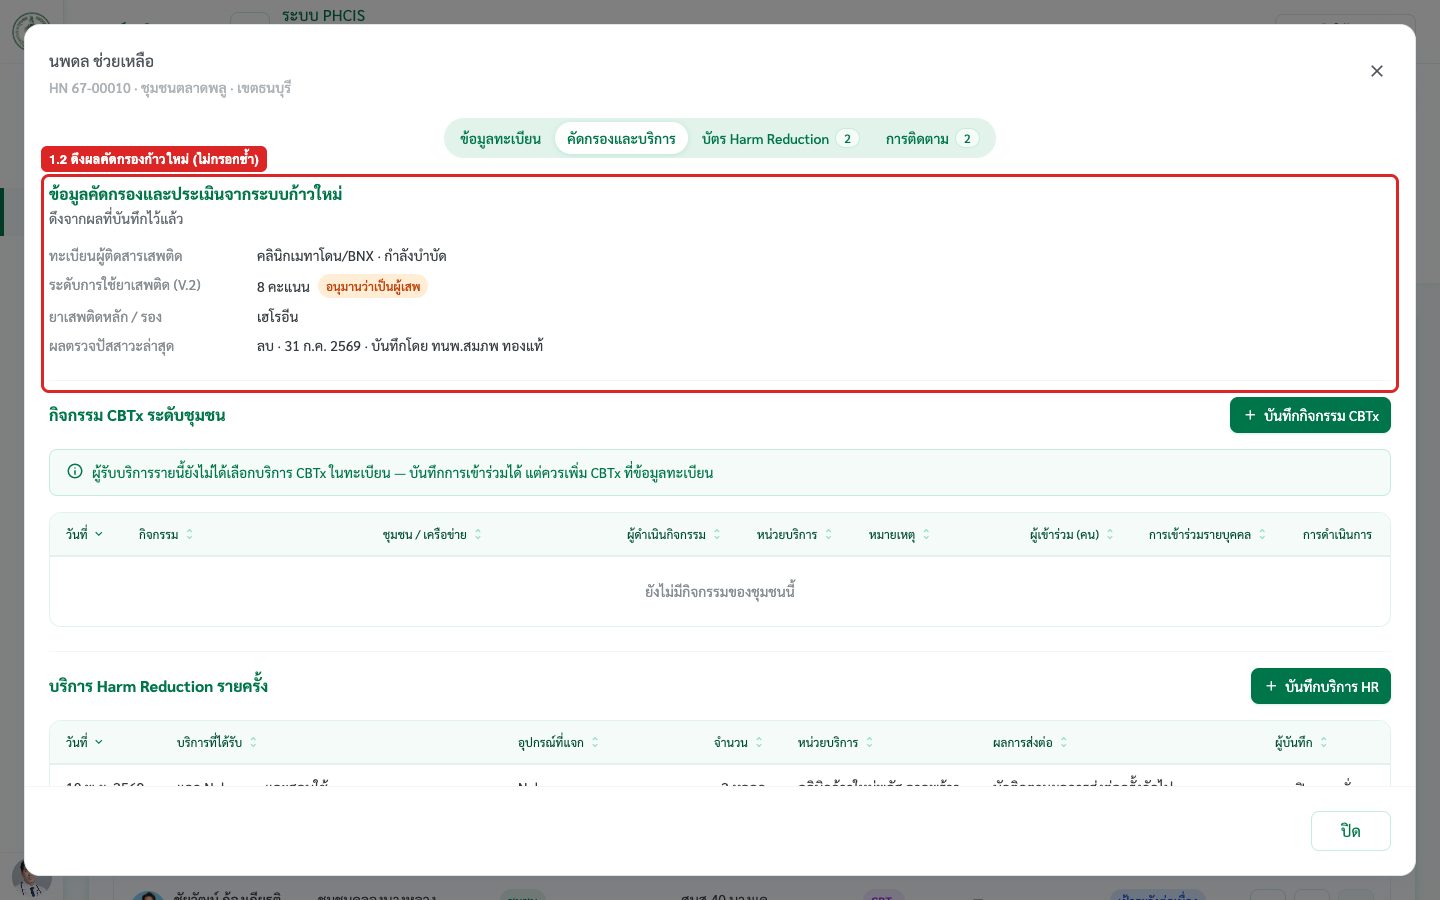 ระบบ PHCIS
นพดล ช่วยเหลือ
HN 67-00010 · ชุมชนตลาดพลู · เขตธนบุรี
ข้อมูลทะเบียน คัดกรองและบริการ บัตร Harm Reduction 2 การติดตาม 2
1.2 ดึงผลคัดกรองก้าวใหม่ (ไม่กรอกซ้ำ)
ข้อมูลคัดกรองและประเมินจากระบบก้าวใหม่
ดึงจากผลที่บันทึกไว้แล้ว
ทะเบียนผู้ติดสารเสพติด คลินิกเมทาโดน/BNX · กำลังบำบัด
ระดับการใช้ยาเสพติด (V.2) 8 คะแนน อนุมานว่าเป็นผู้เสพ
ยาเสพติดหลัก / รอง เฮโรอีน
ผลตรวจปัสสาวะล่าสุด ลบ · 31 ก.ค. 2569 · บันทึกโดย ทนพ.สมภพ ทองแท้
กิจกรรม CBTx ระดับชุมชน + บันทึกกิจกรรม CBTx
ผู้รับบริการรายนี้ยังไม่ได้เลือกบริการ CBTx ในทะเบียน — บันทึกการเข้าร่วมได้ แต่ควรเพิ่ม CBTx ที่ข้อมูลทะเบียน
วันที่ กิจกรรม ชุมชน / เครือข่าย ผู้ดำเนินกิจกรรม หน่วยบริการ หมายเหตุ ผู้เข้าร่วม (คน) การเข้าร่วมรายบุคคล การดำเนินการ
ยังไม่มีกิจกรรมของชุมชนนี้
บริการ Harm Reduction รายครั้ง + บันทึกบริการ HR
วันที่ บริการที่ได้รับ อุปกรณ์ที่แจก จำนวน หน่วยบริการ ผลการส่งต่อ ผู้บันทึก
ปิด